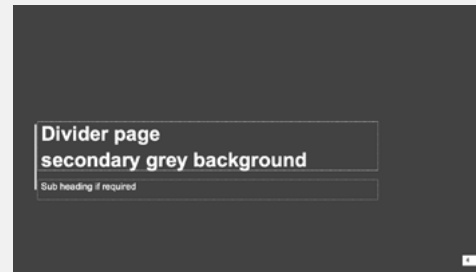 Divider page
secondary grey background
Sub heading if required